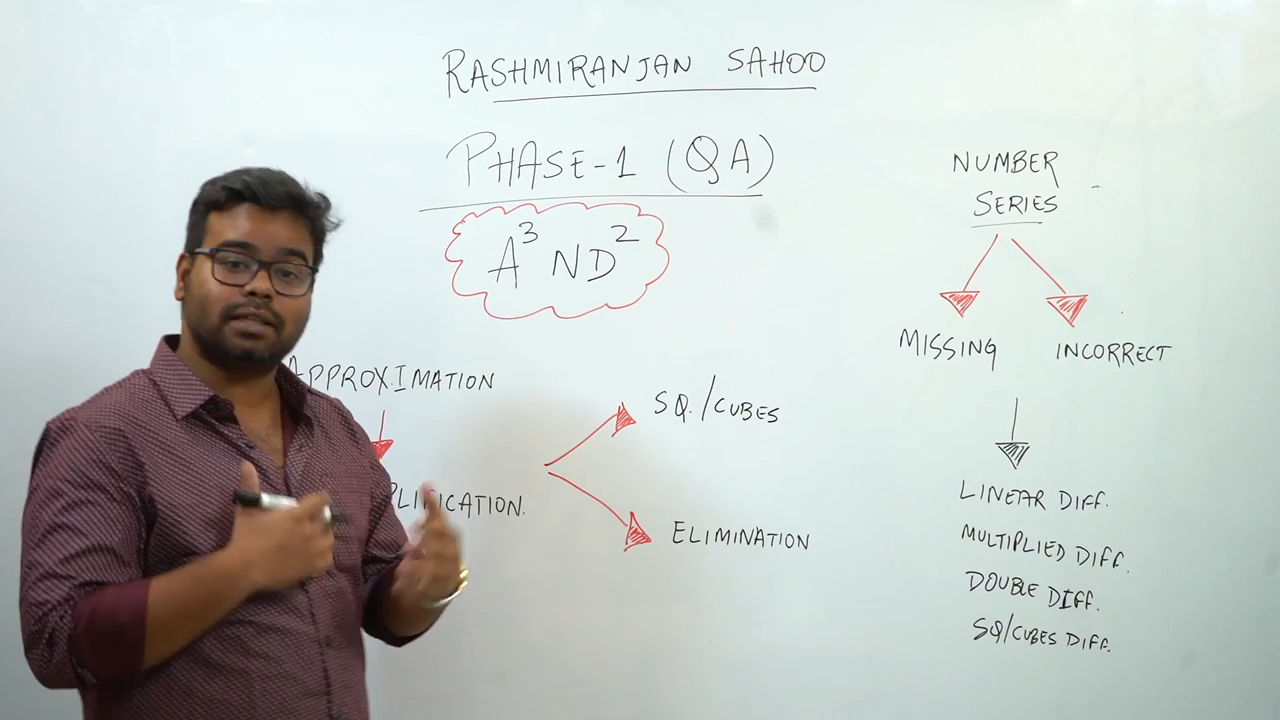 RASHMIRANJAN SAHOO
PHASE-1 (QA)
A³ ND²
APPROXIMATION
PLIFICATION.
SQ./CUBES
ELIMINATION
NUMBER
SERIES
MISSING
INCORRECT
LINEAR DIFF.
MULTIPLIED DIFF.
DOUBLE DIFF.
SQ/CUBES DIFF.